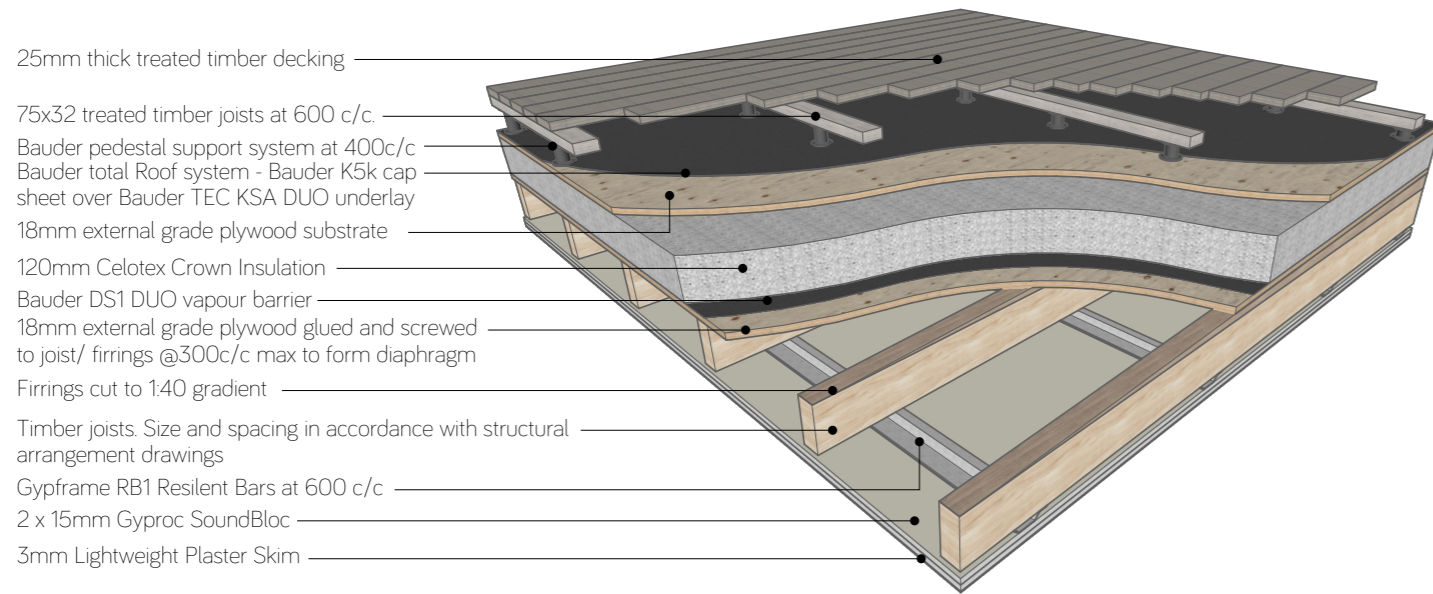 25mm thick treated timber decking
75x32 treated timber joists at 600 c/c.
Bauder pedestal support system at 400c/c
Bauder total Roof system - Bauder K5k cap
sheet over Bauder TEC KSA DUO underlay
18mm external grade plywood substrate
120mm Celotex Crown Insulation
Bauder DS1 DUO vapour barrier
18mm external grade plywood glued and screwed
to joist/ firrings @300c/c max to form diaphragm
Firrings cut to 1:40 gradient
Timber joists. Size and spacing in accordance with structural
arrangement drawings
Gypframe RB1 Resilent Bars at 600 c/c
2 x 15mm Gyproc SoundBloc
3mm Lightweight Plaster Skim